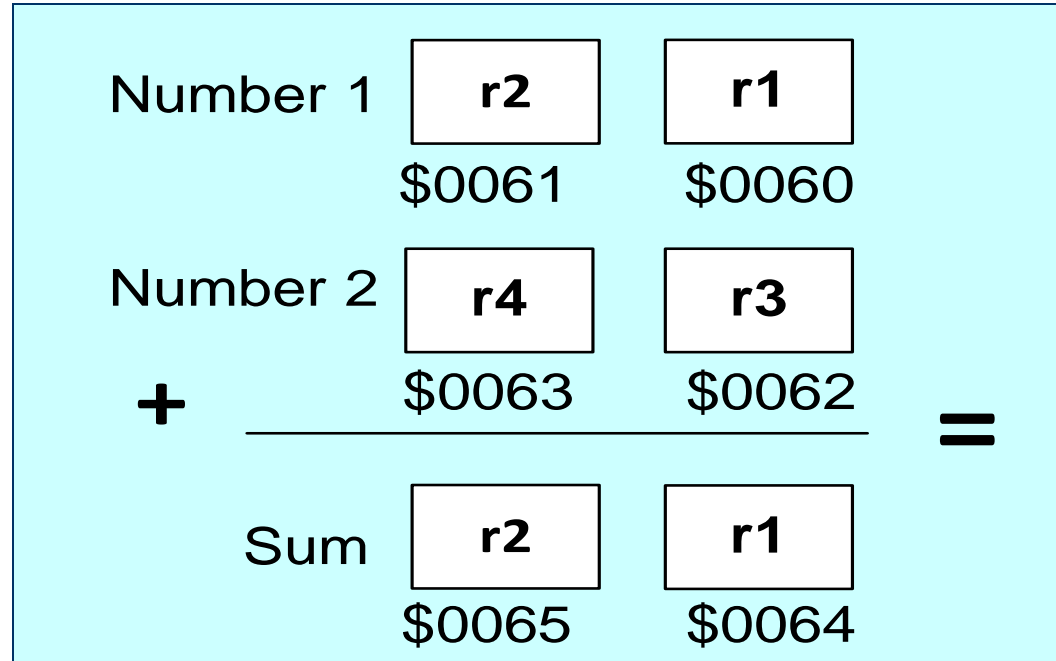 Number 1 r2 r1
$0061 $0060
Number 2 r4 r3
$0063 $0062
+ =
Sum r2 r1
$0065 $0064